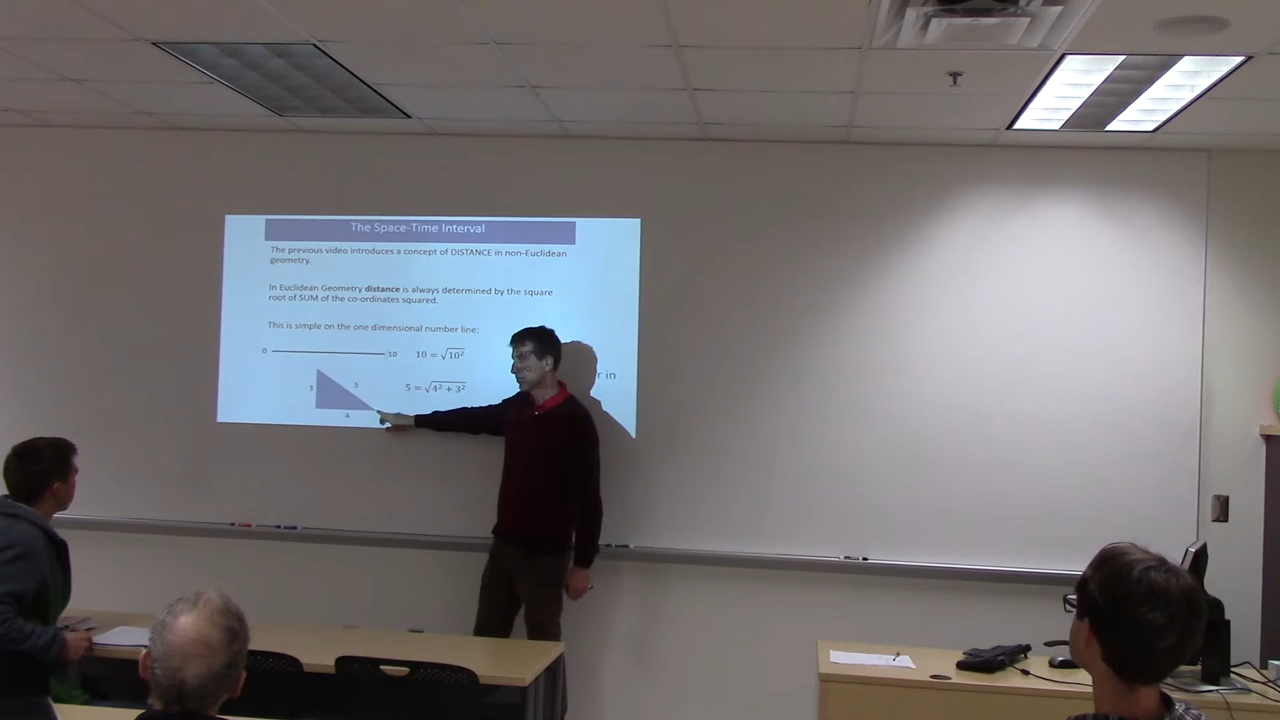 The Space-Time Interval
The previous video introduces a concept of DISTANCE in non-Euclidean
geometry.
In Euclidean Geometry distance is always determined by the square
root of SUM of the co-ordinates squared.
This is simple on the one dimensional number line:
0 10 10 = √10²
r in
3 5 5 = √4² + 3²
4